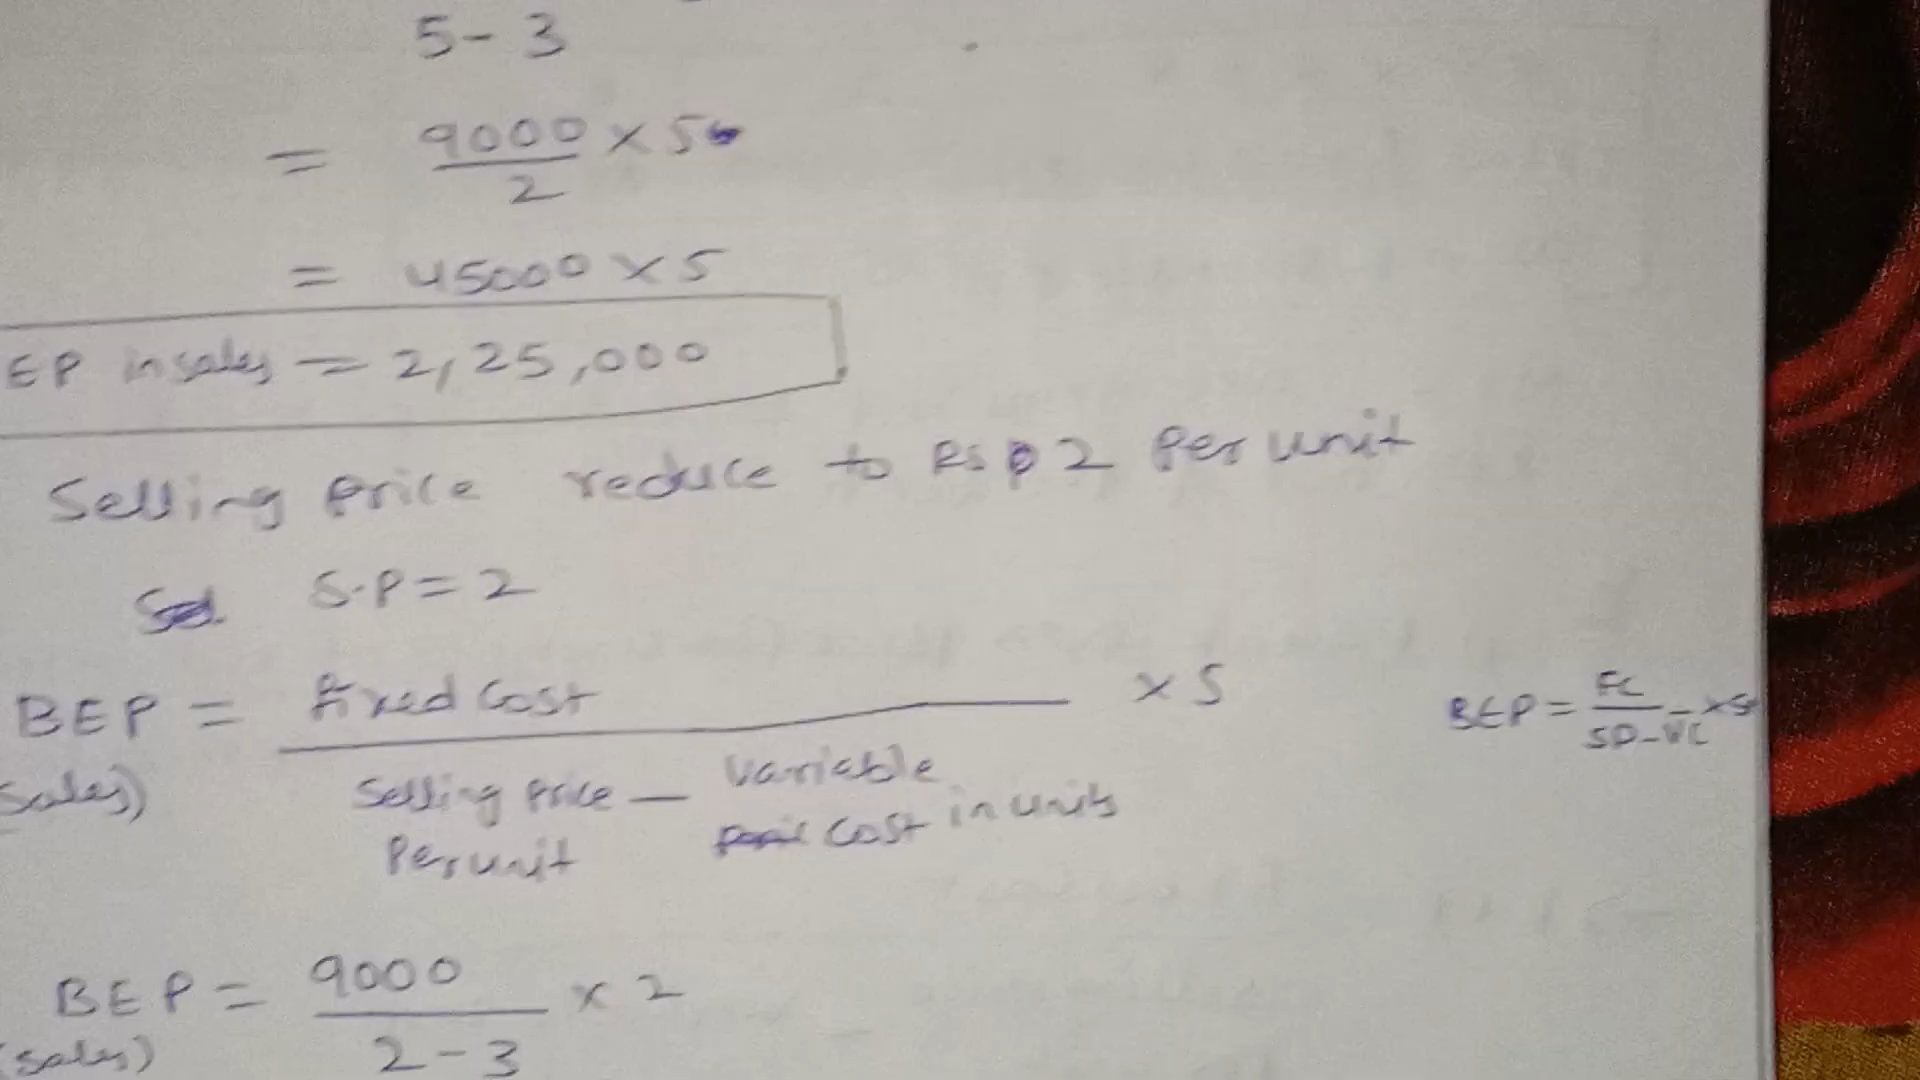 5-3
= 9000/2 × 5
= 45000 × 5
EP in sales = 2,25,000
Selling Price reduce to RS 2 Per unit
Sol. S.P = 2
BEP = fixed Cost × S
(sales)
Selling Price Per unit - Variable Cost in units
BEP = FC/SP-VC × S
BEP = 9000/2-3 × 2
(sales)